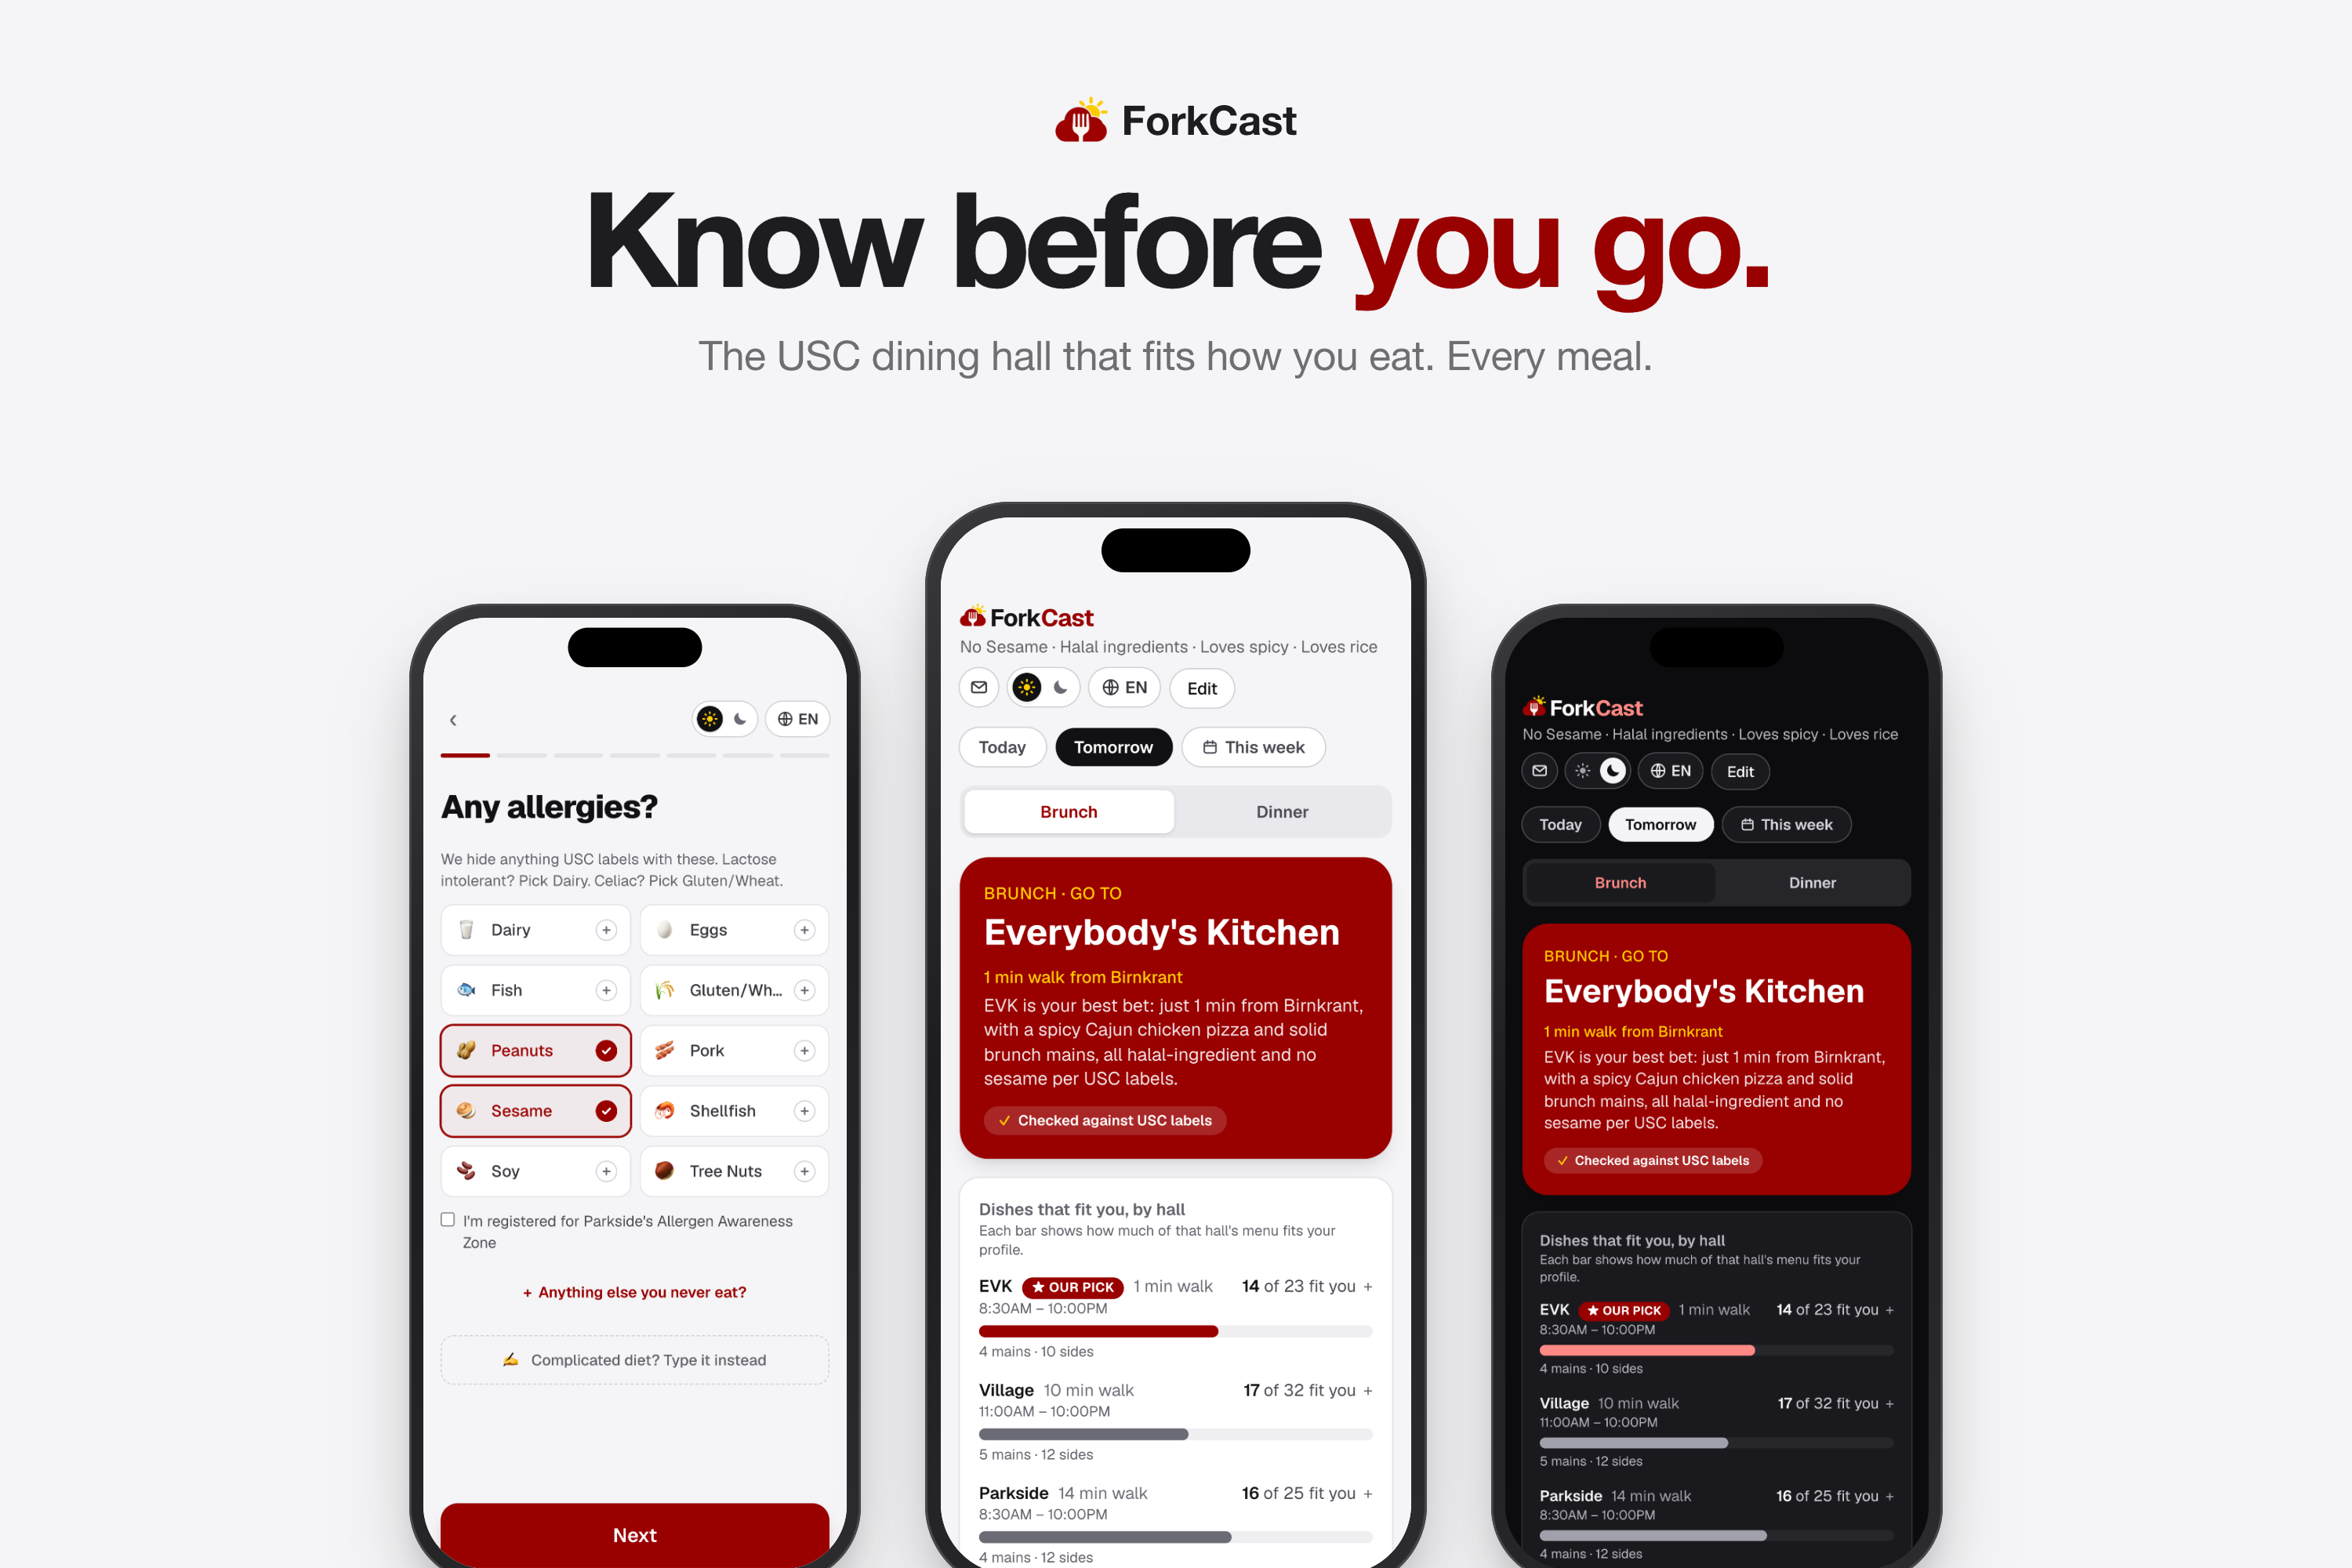 ForkCast
Know before you go.
The USC dining hall that fits how you eat. Every meal.
EN
Any allergies?
We hide anything USC labels with these. Lactose
intolerant? Pick Dairy. Celiac? Pick Gluten/Wheat.
Dairy
Eggs
Fish
Gluten/Wh...
Peanuts
Pork
Sesame
Shellfish
Soy
Tree Nuts
I'm registered for Parkside's Allergen Awareness
Zone
+ Anything else you never eat?
Complicated diet? Type it instead
Next
ForkCast
No Sesame · Halal ingredients · Loves spicy · Loves rice
EN
Edit
Today
Tomorrow
This week
Brunch
Dinner
BRUNCH · GO TO
Everybody's Kitchen
1 min walk from Birnkrant
EVK is your best bet: just 1 min from Birnkrant,
with a spicy Cajun chicken pizza and solid
brunch mains, all halal-ingredient and no
sesame per USC labels.
Checked against USC labels
Dishes that fit you, by hall
Each bar shows how much of that hall's menu fits your
profile.
EVK ★ OUR PICK 1 min walk 14 of 23 fit you +
8:30AM – 10:00PM
4 mains · 10 sides
Village 10 min walk 17 of 32 fit you +
11:00AM – 10:00PM
5 mains · 12 sides
Parkside 14 min walk 16 of 25 fit you +
8:30AM – 10:00PM
4 mains · 12 sides
ForkCast
No Sesame · Halal ingredients · Loves spicy · Loves rice
EN
Edit
Today
Tomorrow
This week
Brunch
Dinner
BRUNCH · GO TO
Everybody's Kitchen
1 min walk from Birnkrant
EVK is your best bet: just 1 min from Birnkrant,
with a spicy Cajun chicken pizza and solid
brunch mains, all halal-ingredient and no
sesame per USC labels.
Checked against USC labels
Dishes that fit you, by hall
Each bar shows how much of that hall's menu fits your
profile.
EVK ★ OUR PICK 1 min walk 14 of 23 fit you +
8:30AM – 10:00PM
4 mains · 10 sides
Village 10 min walk 17 of 32 fit you +
11:00AM – 10:00PM
5 mains · 12 sides
Parkside 14 min walk 16 of 25 fit you +
8:30AM – 10:00PM
4 mains · 12 sides